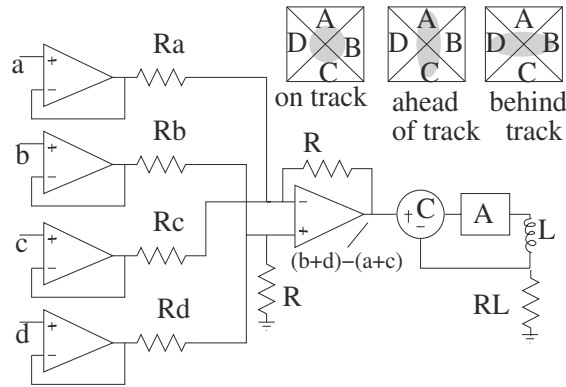 A
D B
C
on track
A
D B
C
ahead
of track
A
D B
C
behind
track
a
+
−
Ra
b
+
−
Rb
c
+
−
Rc
d
+
−
Rd
R
−
+
R
(b+d)−(a+c)
+
−
C
A
L
RL